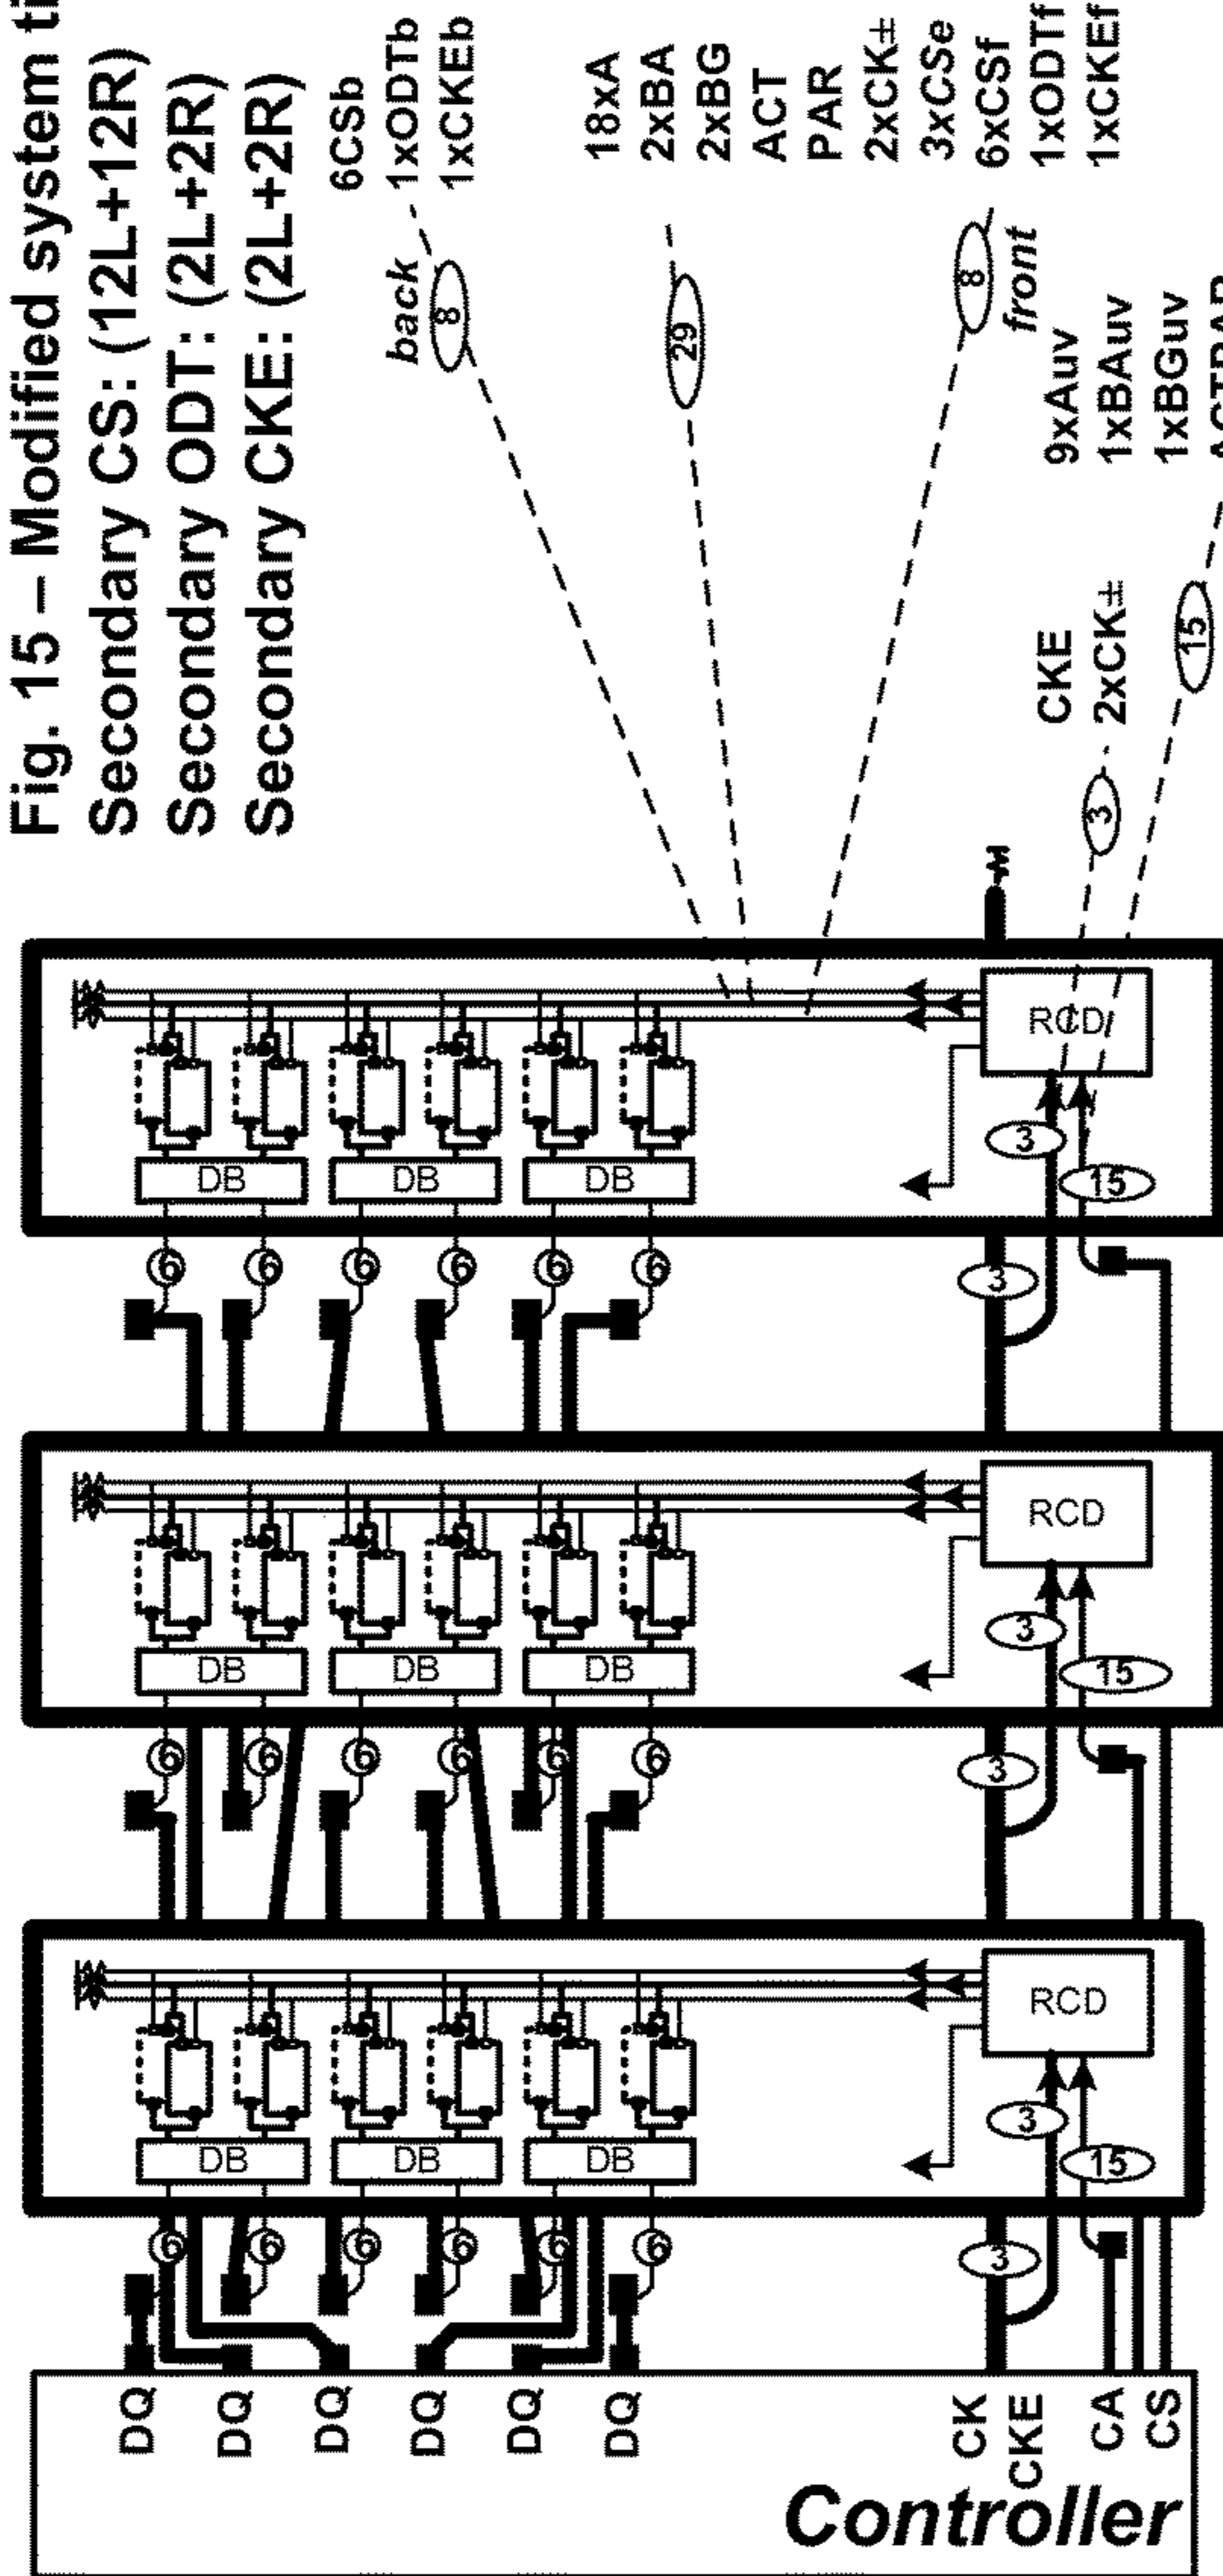 Fig. 15 – Modified system
Secondary CS: (12L+12R)
Secondary ODT: (2L+2R)
Secondary CKE: (2L+2R)
6CSb
1xODTb
1xCKEb
back
8
18xA
2xBA
2xBG
ACT
PAR
2xCK±
3xCSe
6xCSf
1xODTf
1xCKEf
29
8
front
9xAuv
1xBAuv
1xBGuv
CKE
2xCK±
3
15
RCD
DB
DB
DB
3
15
6
6
6
6
6
6
3
RCD
DB
DB
DB
3
15
6
6
6
6
6
6
3
RCD
DB
DB
DB
3
15
6
6
6
6
6
6
3
DQ
DQ
DQ
DQ
DQ
DQ
CK
CKE
CA
CS
Controller